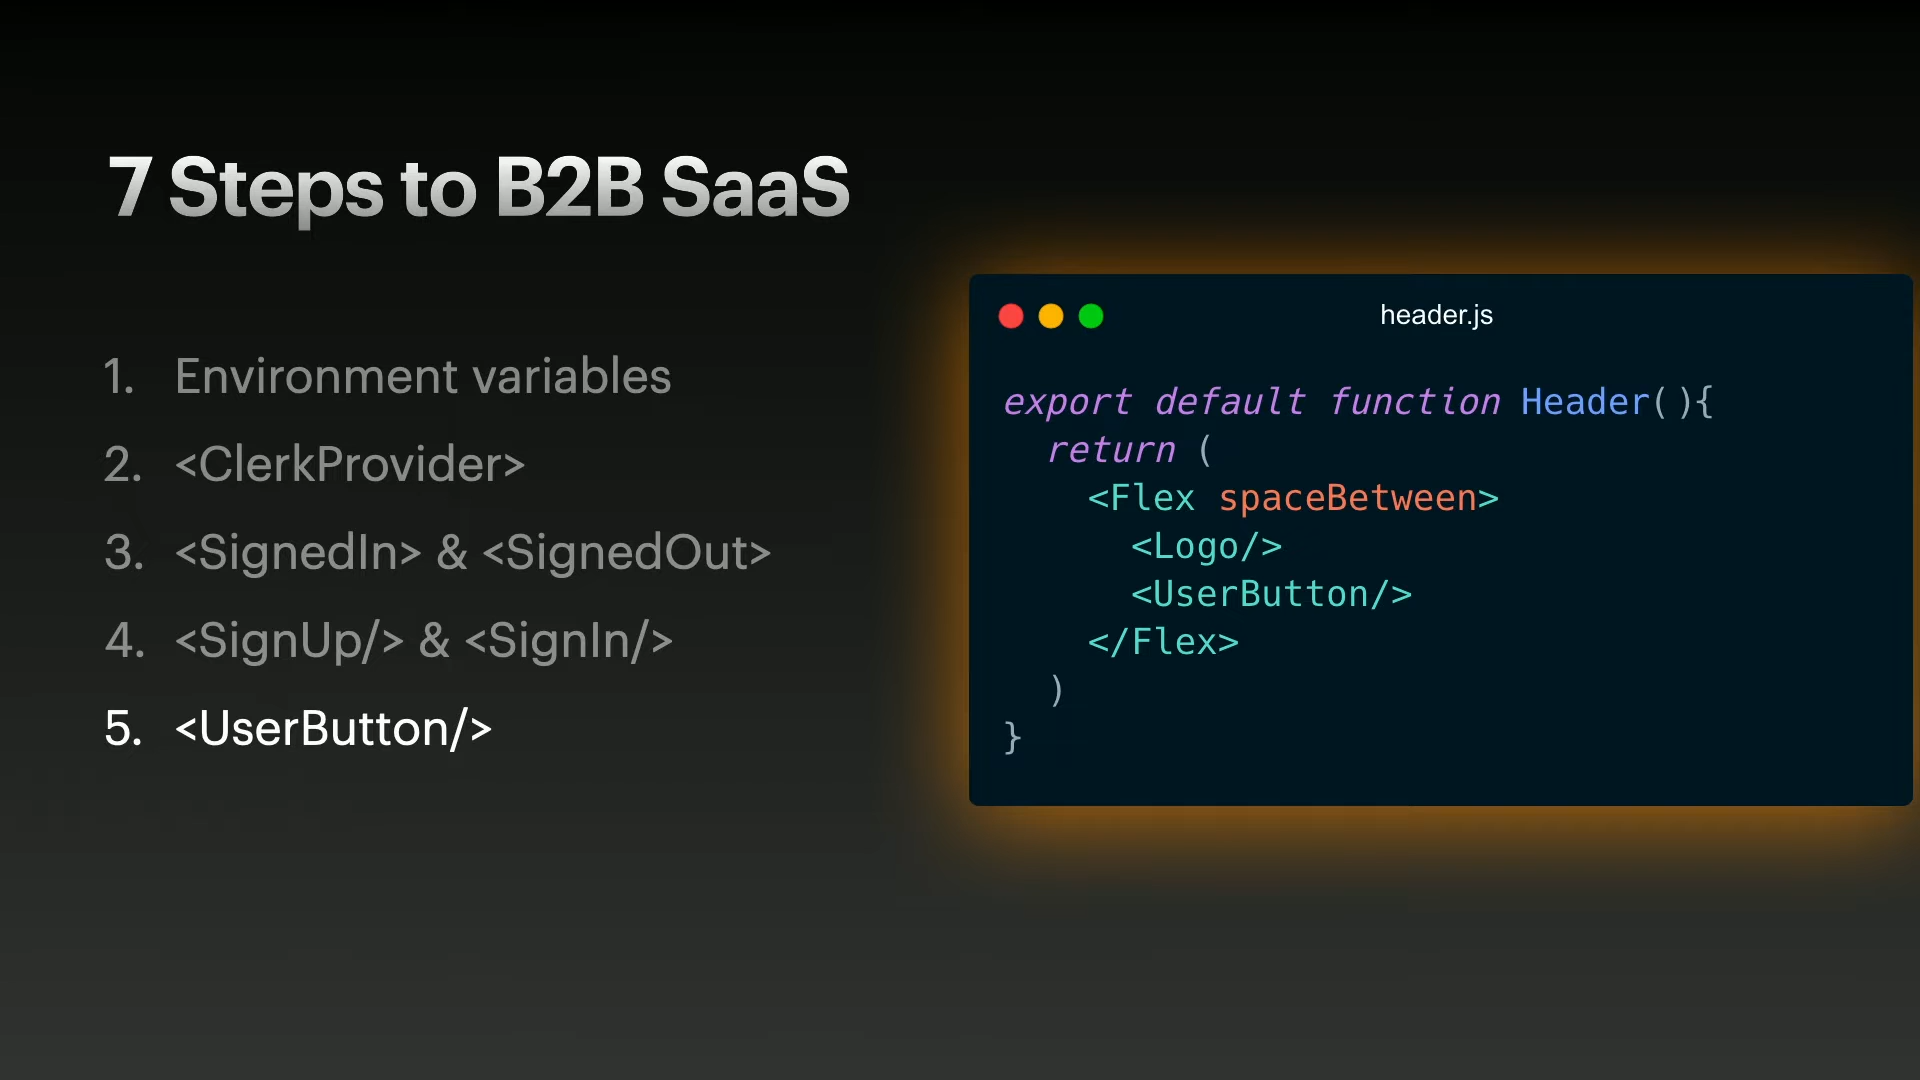 7 Steps to B2B SaaS
1. Environment variables
2. <ClerkProvider>
3. <SignedIn> & <SignedOut>
4. <SignUp/> & <SignIn/>
5. <UserButton/>
header.js
export default function Header(){
  return (
    <Flex spaceBetween>
      <Logo/>
      <UserButton/>
    </Flex>
  )
}